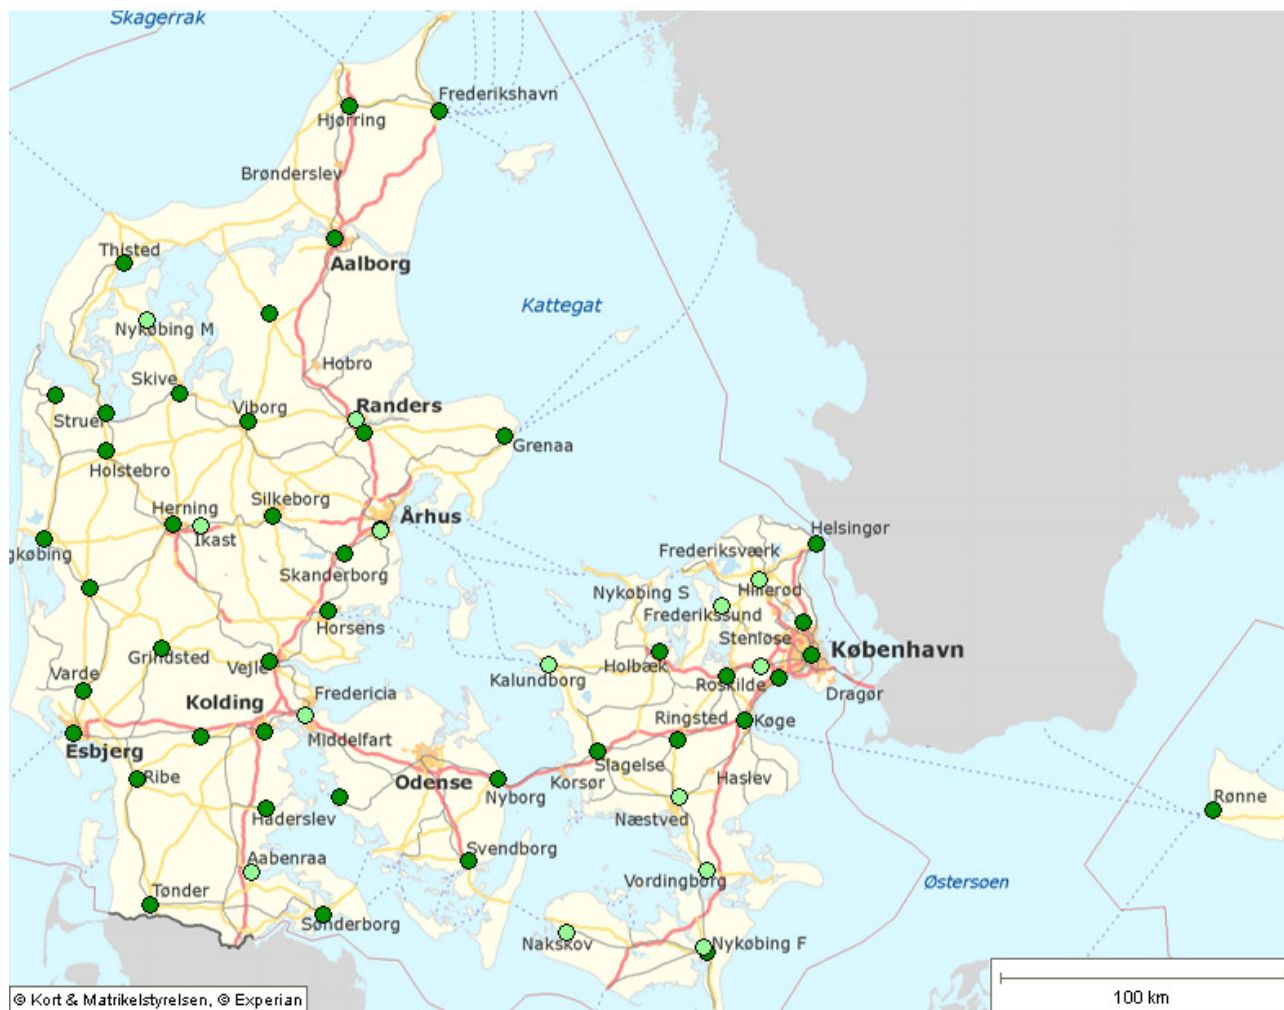 Skagerrak
Frederikshavn
Hjørring
Brønderslev
Thisted
Aalborg
Kattegat
Nykøbing M
Hobro
Skive
Viborg
Randers
Struer
Grenaa
Holstebro
Herning
Silkeborg
Århus
Ikast
Helsingør
gkøbing
Skanderborg
Frederiksværk
Nykøbing S
Hillerød
Frederikssund
Horsens
Stenløse
København
Grindsted
Vejle
Holbæk
Varde
Kalundborg
Roskilde
Dragør
Kolding
Fredericia
Ringsted
Køge
Esbjerg
Middelfart
Slagelse
Ribe
Odense
Nyborg
Korsør
Haslev
Rønne
Haderslev
Næstved
Svendborg
Aabenraa
Vordingborg
Østersøen
Tønder
Sønderborg
Nakskov
Nykøbing F
© Kort & Matrikelstyrelsen, © Experian
100 km